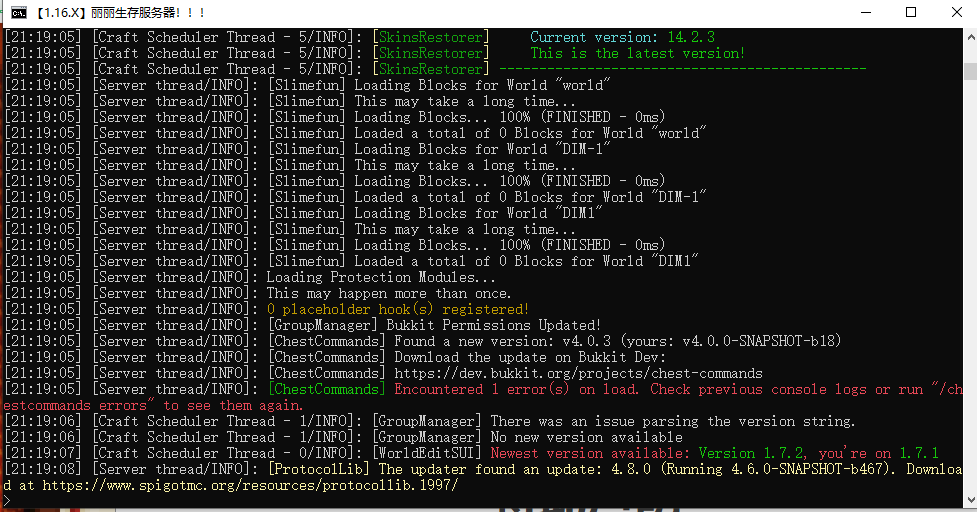 【1.16.X】丽丽生存服务器！！！
[21:19:05] [Craft Scheduler Thread - 5/INFO]: [SkinsRestorer]     Current version: 14.2.3
[21:19:05] [Craft Scheduler Thread - 5/INFO]: [SkinsRestorer]     This is the latest version!
[21:19:05] [Craft Scheduler Thread - 5/INFO]: [SkinsRestorer] ----------------------------------------------
[21:19:05] [Server thread/INFO]: [Slimefun] Loading Blocks for World "world"
[21:19:05] [Server thread/INFO]: [Slimefun] This may take a long time...
[21:19:05] [Server thread/INFO]: [Slimefun] Loading Blocks... 100% (FINISHED - 0ms)
[21:19:05] [Server thread/INFO]: [Slimefun] Loaded a total of 0 Blocks for World "world"
[21:19:05] [Server thread/INFO]: [Slimefun] Loading Blocks for World "DIM-1"
[21:19:05] [Server thread/INFO]: [Slimefun] This may take a long time...
[21:19:05] [Server thread/INFO]: [Slimefun] Loading Blocks... 100% (FINISHED - 0ms)
[21:19:05] [Server thread/INFO]: [Slimefun] Loaded a total of 0 Blocks for World "DIM-1"
[21:19:05] [Server thread/INFO]: [Slimefun] Loading Blocks for World "DIM1"
[21:19:05] [Server thread/INFO]: [Slimefun] This may take a long time...
[21:19:05] [Server thread/INFO]: [Slimefun] Loading Blocks... 100% (FINISHED - 0ms)
[21:19:05] [Server thread/INFO]: [Slimefun] Loaded a total of 0 Blocks for World "DIM1"
[21:19:05] [Server thread/INFO]: Loading Protection Modules...
[21:19:05] [Server thread/INFO]: This may happen more than once.
[21:19:05] [Server thread/INFO]: 0 placeholder hook(s) registered!
[21:19:05] [Server thread/INFO]: [GroupManager] Bukkit Permissions Updated!
[21:19:05] [Server thread/INFO]: [ChestCommands] Found a new version: v4.0.3 (yours: v4.0.0-SNAPSHOT-b18)
[21:19:05] [Server thread/INFO]: [ChestCommands] Download the update on Bukkit Dev:
[21:19:05] [Server thread/INFO]: [ChestCommands] https://dev.bukkit.org/projects/chest-commands
[21:19:05] [Server thread/INFO]: [ChestCommands] Encountered 1 error(s) on load. Check previous console logs or run "/ch
estcommands errors" to see them again.
[21:19:06] [Craft Scheduler Thread - 1/INFO]: [GroupManager] There was an issue parsing the version string.
[21:19:06] [Craft Scheduler Thread - 1/INFO]: [GroupManager] No new version available
[21:19:07] [Craft Scheduler Thread - 0/INFO]: [WorldEditSUI] Newest version available: Version 1.7.2, you're on 1.7.1
[21:19:08] [Server thread/INFO]: [ProtocolLib] The updater found an update: 4.8.0 (Running 4.6.0-SNAPSHOT-b467). Downloa
d at https://www.spigotmc.org/resources/protocollib.1997/
>